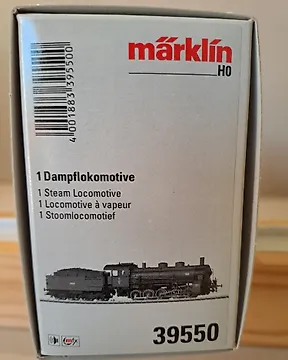 märklin
H0
4 001883 395500
1 Dampflokomotive
1 Steam Locomotive
1 Locomotive à vapeur
1 Stoomlocomotief
39550